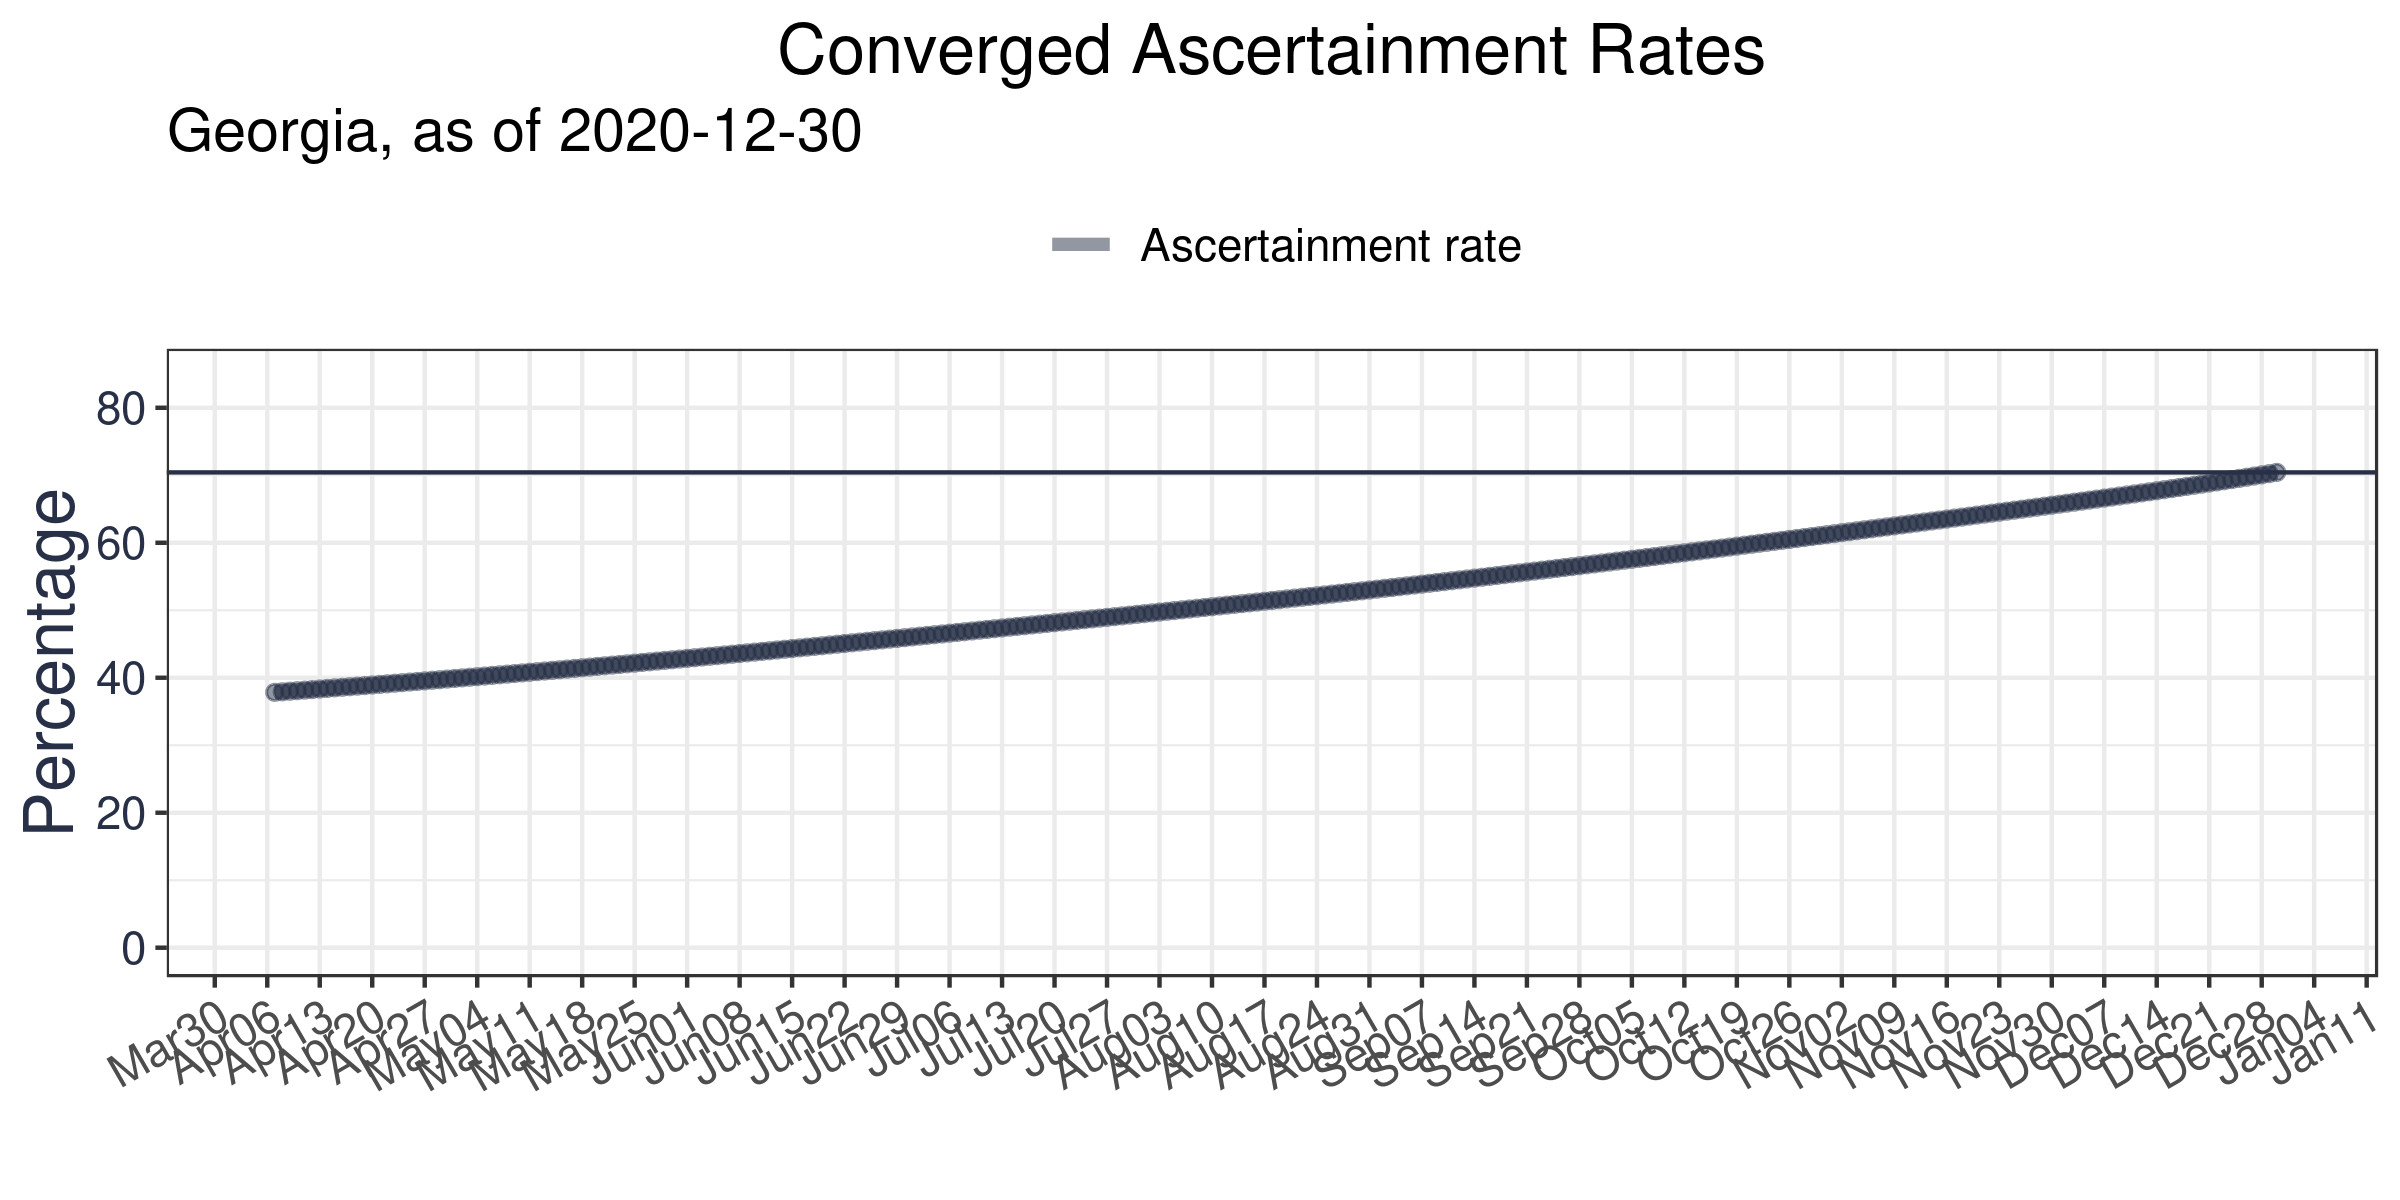 Converged Ascertainment Rates
Georgia, as of 2020-12-30
Ascertainment rate
Percentage
80
60
40
20
0
Mar30 Apr06 Apr13 Apr20 Apr27 May04 May11 May18 May25 Jun01 Jun08 Jun15 Jun22 Jun29 Jul06 Jul13 Jul20 Jul27 Aug03 Aug10 Aug17 Aug24 Aug31 Sep07 Sep14 Sep21 Sep28 Oct05 Oct12 Oct19 Oct26 Nov02 Nov09 Nov16 Nov23 Nov30 Dec07 Dec14 Dec21 Dec28 Jan04 Jan11